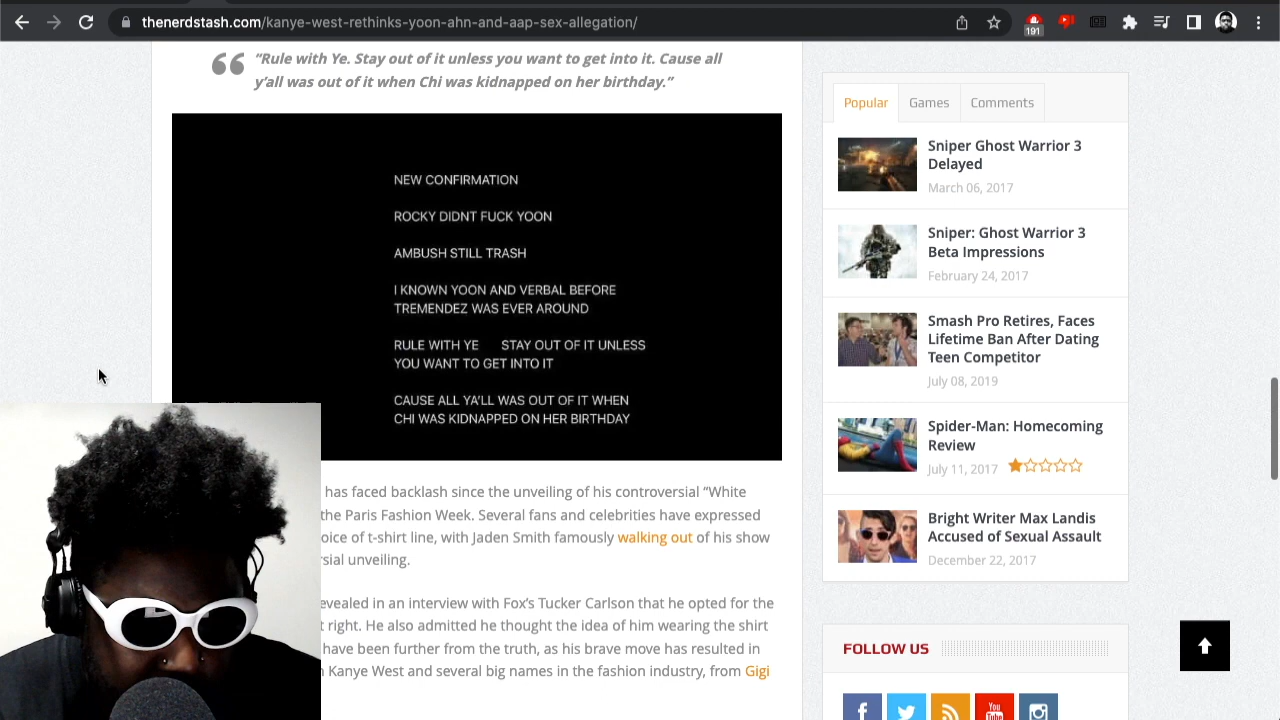 thenerdstash.com/kanye-west-rethinks-yoon-ahn-and-aap-sex-allegation/
191
“Rule with Ye. Stay out of it unless you want to get into it. Cause all
y’all was out of it when Chi was kidnapped on her birthday.”
NEW CONFIRMATION
ROCKY DIDNT FUCK YOON
AMBUSH STILL TRASH
I KNOWN YOON AND VERBAL BEFORE
TREMENDEZ WAS EVER AROUND
RULE WITH YE STAY OUT OF IT UNLESS
YOU WANT TO GET INTO IT
CAUSE ALL YA'LL WAS OUT OF IT WHEN
CHI WAS KIDNAPPED ON HER BIRTHDAY
has faced backlash since the unveiling of his controversial “White
the Paris Fashion Week. Several fans and celebrities have expressed
oice of t-shirt line, with Jaden Smith famously walking out of his show
rsial unveiling.
evealed in an interview with Fox’s Tucker Carlson that he opted for the
t right. He also admitted he thought the idea of him wearing the shirt
have been further from the truth, as his brave move has resulted in
Kanye West and several big names in the fashion industry, from Gigi
Popular
Games
Comments
Sniper Ghost Warrior 3
Delayed
March 06, 2017
Sniper: Ghost Warrior 3
Beta Impressions
February 24, 2017
Smash Pro Retires, Faces
Lifetime Ban After Dating
Teen Competitor
July 08, 2019
Spider-Man: Homecoming
Review
July 11, 2017
Bright Writer Max Landis
Accused of Sexual Assault
December 22, 2017
FOLLOW US
You
Tube